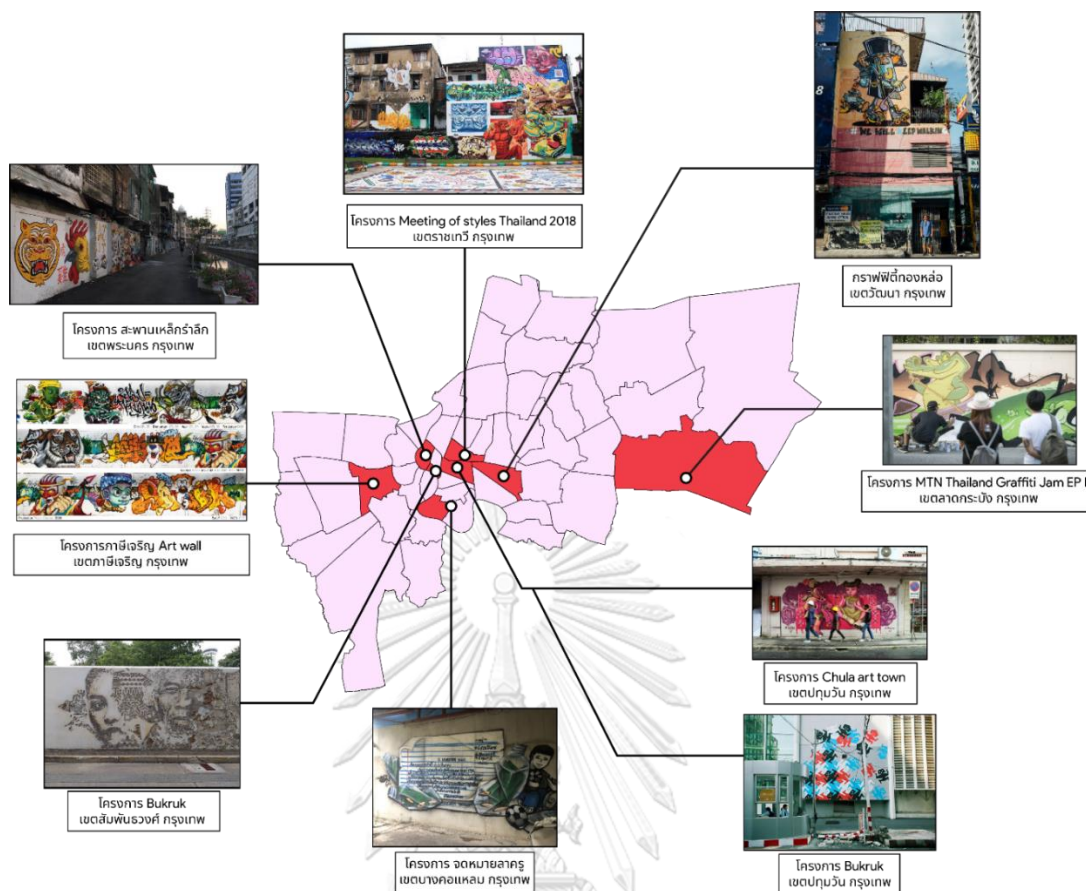 โครงการ Meeting of styles Thailand 2018
เขตราชเทวี กรุงเทพ
กราฟฟิตี้ทองหล่อ
เขตวัฒนา กรุงเทพ
โครงการ สะพานเหล็กรำลึก
เขตพระนคร กรุงเทพ
โครงการ MTN Thailand Graffiti Jam EP
เขตลาดกระบัง กรุงเทพ
โครงการภาษีเจริญ Art wall
เขตภาษีเจริญ กรุงเทพ
โครงการ Chula art town
เขตปทุมวัน กรุงเทพ
โครงการ Bukruk
เขตสัมพันธวงศ์ กรุงเทพ
โครงการ จดหมายลาครู
เขตบางคอแหลม กรุงเทพ
โครงการ Bukruk
เขตปทุมวัน กรุงเทพ